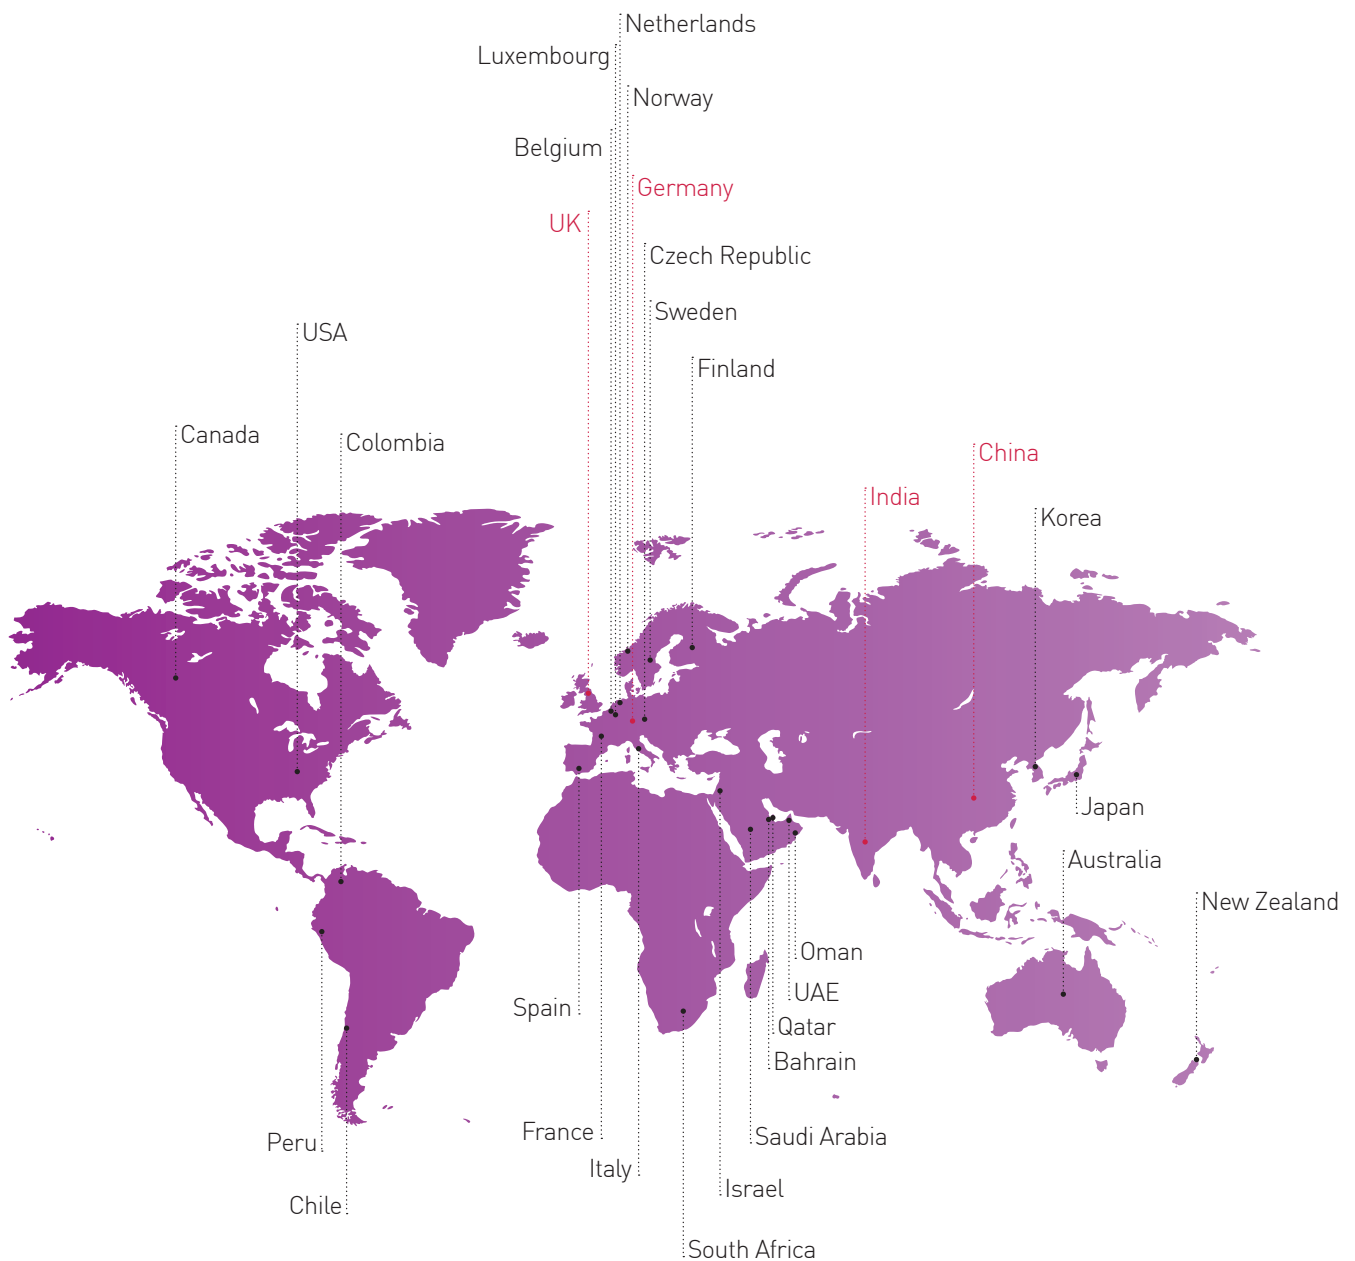 Netherlands
Luxembourg
Norway
Belgium
Germany
UK
Czech Republic
Sweden
USA
Finland
Canada
Colombia
China
India
Korea
Japan
Australia
New Zealand
Oman
UAE
Spain
Qatar
Bahrain
France
Saudi Arabia
Peru
Italy
Israel
Chile
South Africa